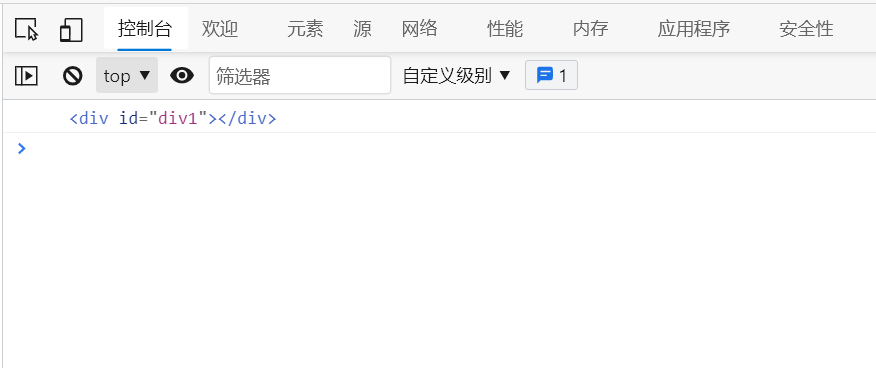 控制台 欢迎 元素 源 网络 性能 内存 应用程序 安全性
top ▼ 筛选器 自定义级别 ▼ 1
<div id="div1"></div>